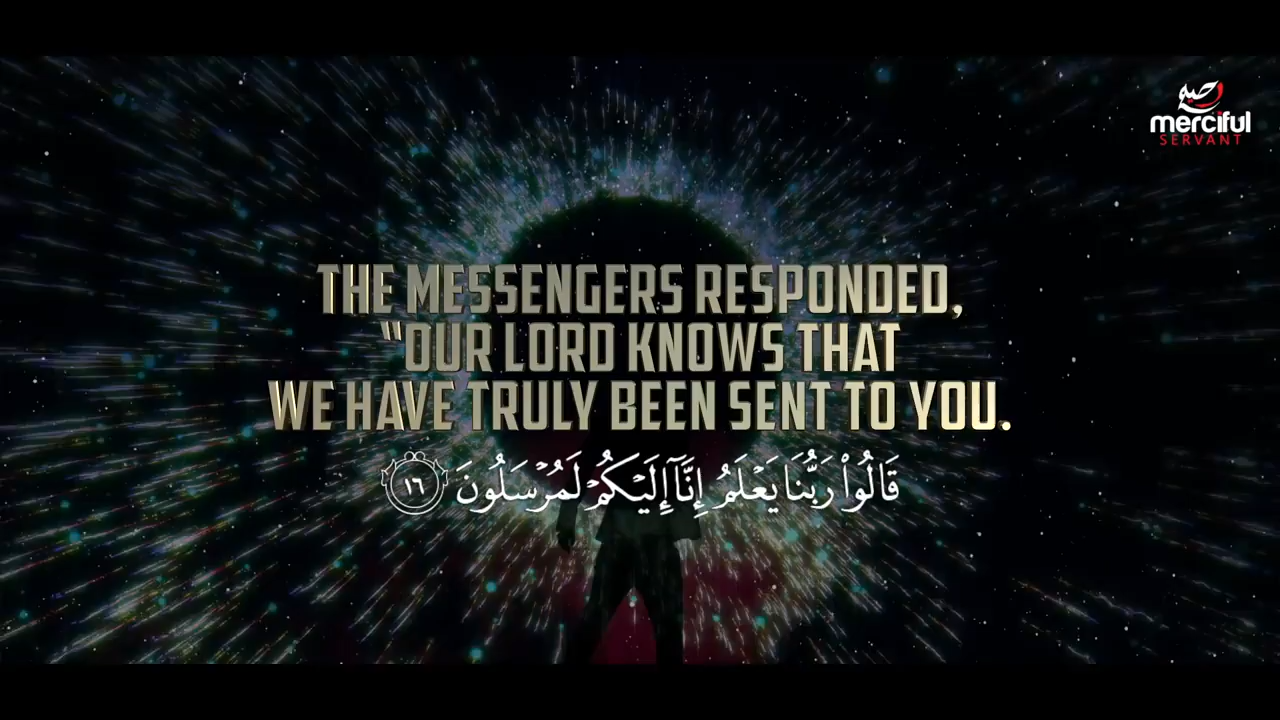 merciful
SERVANT
THE MESSENGERS RESPONDED,
“OUR LORD KNOWS THAT
WE HAVE TRULY BEEN SENT TO YOU.
قَالُوا۟ رَبُّنَا يَعْلَمُ إِنَّآ إِلَيْكُمْ لَمُرْسَلُونَ ١٦